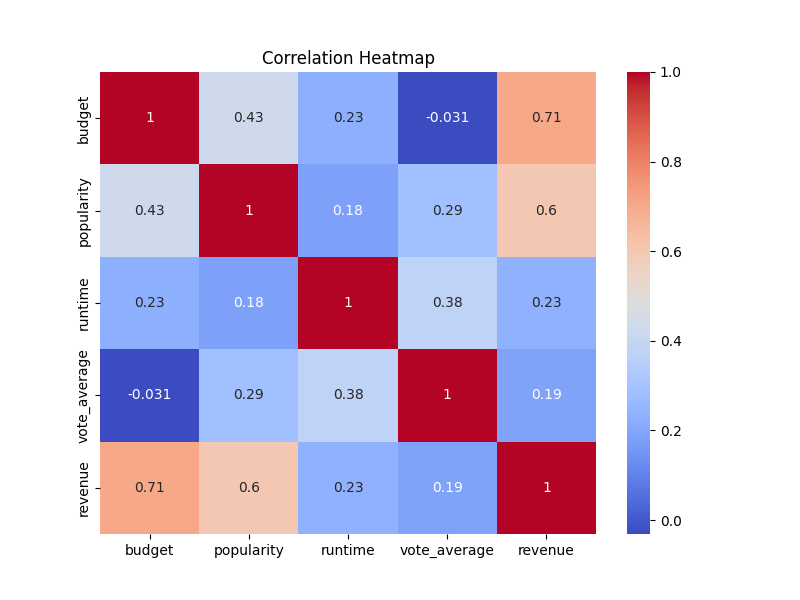 Correlation Heatmap
budget 1 0.43 0.23 -0.031 0.71
popularity 0.43 1 0.18 0.29 0.6
runtime 0.23 0.18 1 0.38 0.23
vote_average -0.031 0.29 0.38 1 0.19
revenue 0.71 0.6 0.23 0.19 1
budget popularity runtime vote_average revenue
1.0
0.8
0.6
0.4
0.2
0.0